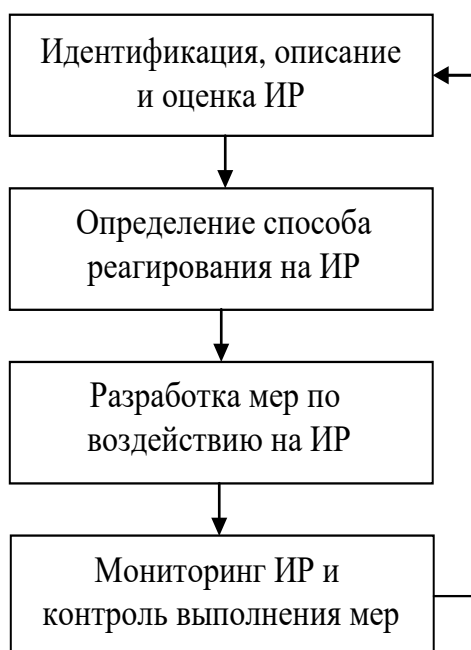 Идентификация, описание
и оценка ИР
Определение способа
реагирования на ИР
Разработка мер по
воздействию на ИР
Мониторинг ИР и
контроль выполнения мер